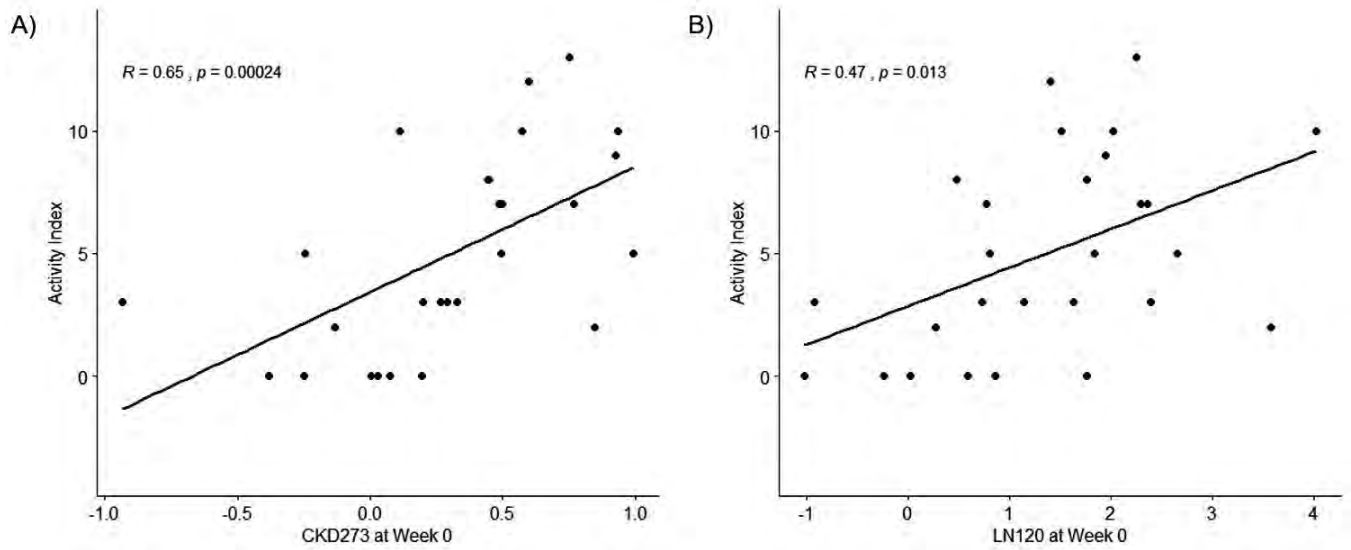 A)
R = 0.65 , p = 0.00024
10
5
0
Activity Index
-1.0
-0.5
0.0
0.5
1.0
CKD273 at Week 0
B)
R = 0.47 , p = 0.013
10
5
0
Activity Index
-1
0
1
2
3
4
LN120 at Week 0